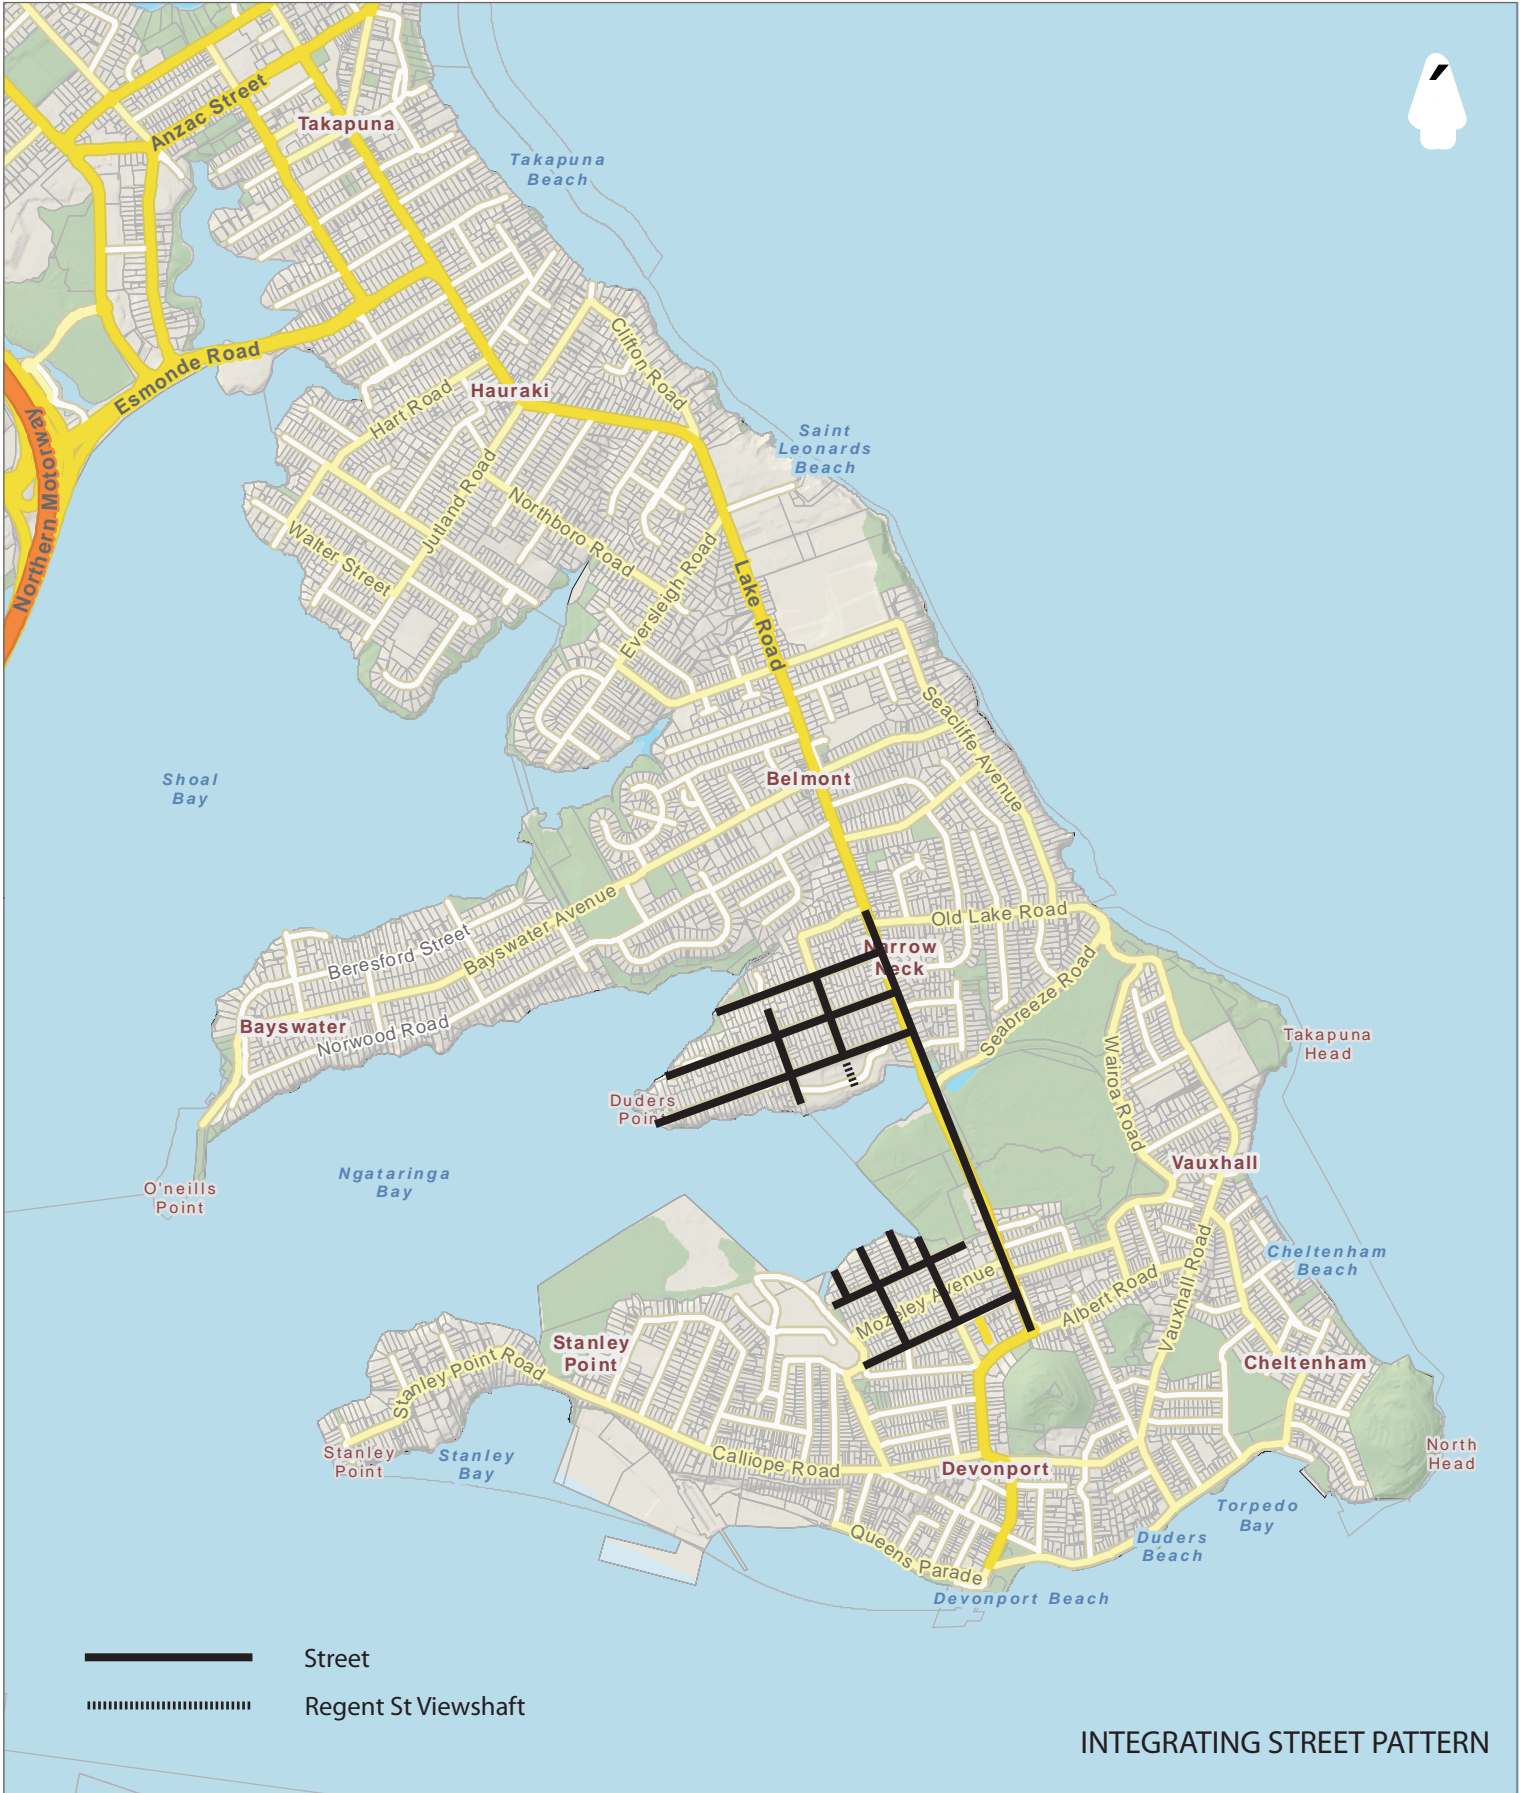 Anzac Street
Takapuna
Takapuna
Beach
Esmonde Road
Clifton Road
Hauraki
Hart Road
Northern Motorway
Saint
Leonards
Beach
Jutland Road
Northboro Road
Walter Street
Eversleigh Road
Lake Road
Seacliffe Avenue
Shoal
Bay
Belmont
Old Lake Road
Bayswater Avenue
Beresford Street
Narrow
Neck
Seabreeze Road
Bayswater
Norwood Road
Takapuna
Head
Wairoa Road
Duders
Point
Vauxhall
Ngataringa
Bay
O'neills
Point
Cheltenham
Beach
Mozeley Avenue
Albert Road
Vauxhall Road
Stanley
Point
Cheltenham
Stanley Point Road
Stanley
Point
Stanley
Bay
Calliope Road
Devonport
North
Head
Torpedo
Bay
Duders
Beach
Queens Parade
Devonport Beach
Street
Regent St Viewshaft
INTEGRATING STREET PATTERN